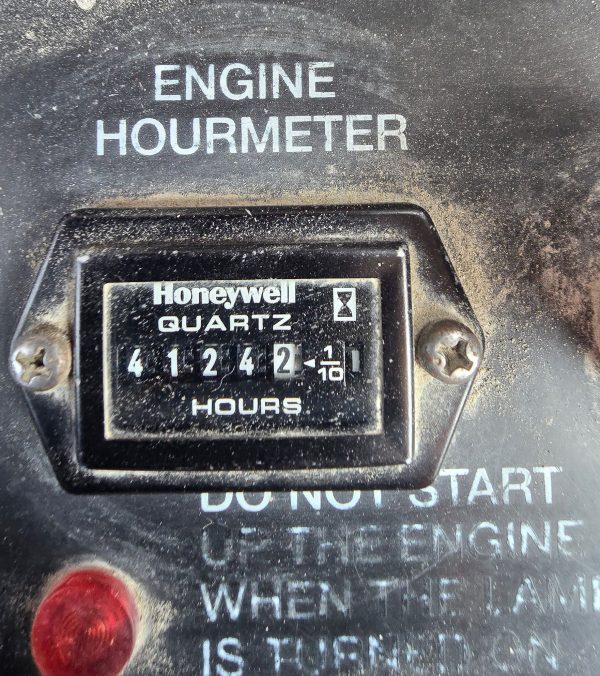 ENGINE
HOURMETER
Honeywell
QUARTZ
4 1 2 4 2 ◄ 1/10
HOURS
DO NOT START
UP THE ENGINE
WHEN THE LAMP
IS TURNED ON